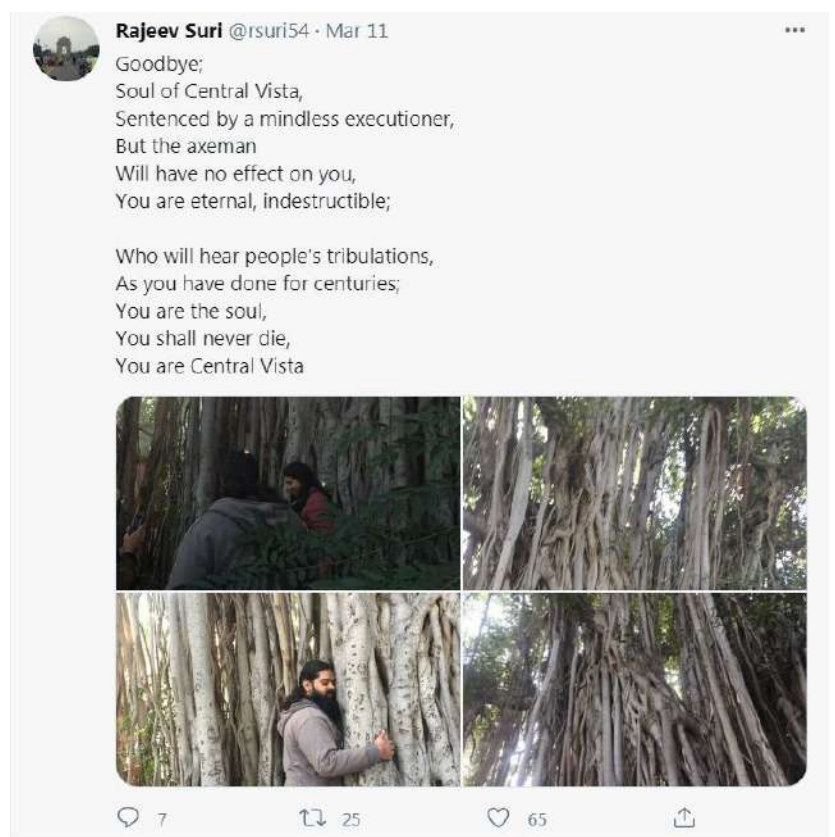 Rajeev Suri @rsuri54 · Mar 11
Goodbye;
Soul of Central Vista,
Sentenced by a mindless executioner,
But the axeman
Will have no effect on you,
You are eternal, indestructible;
Who will hear people's tribulations,
As you have done for centuries;
You are the soul,
You shall never die,
You are Central Vista
7 25 65